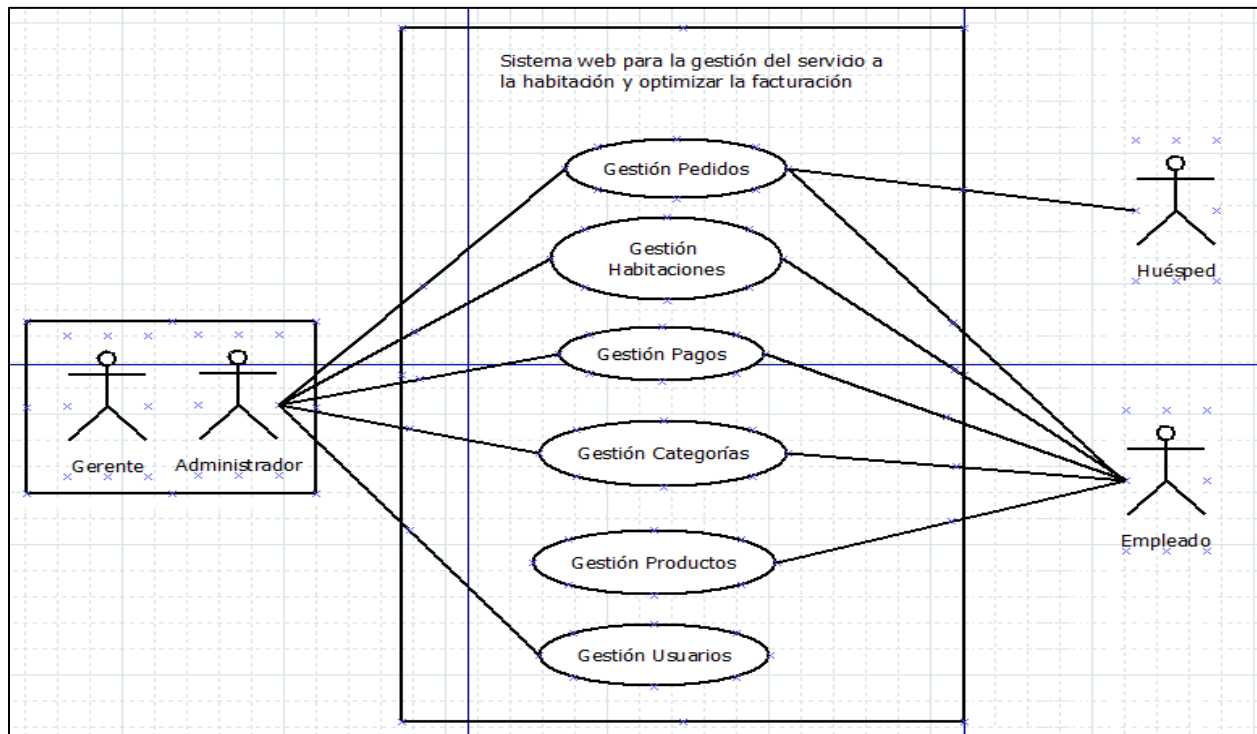 Sistema web para la gestión del servicio a
la habitación y optimizar la facturación
Gestión Pedidos
Gestión
Habitaciones
Gestión Pagos
Gestión Categorías
Gestión Productos
Gestión Usuarios
Gerente
Administrador
Huésped
Empleado